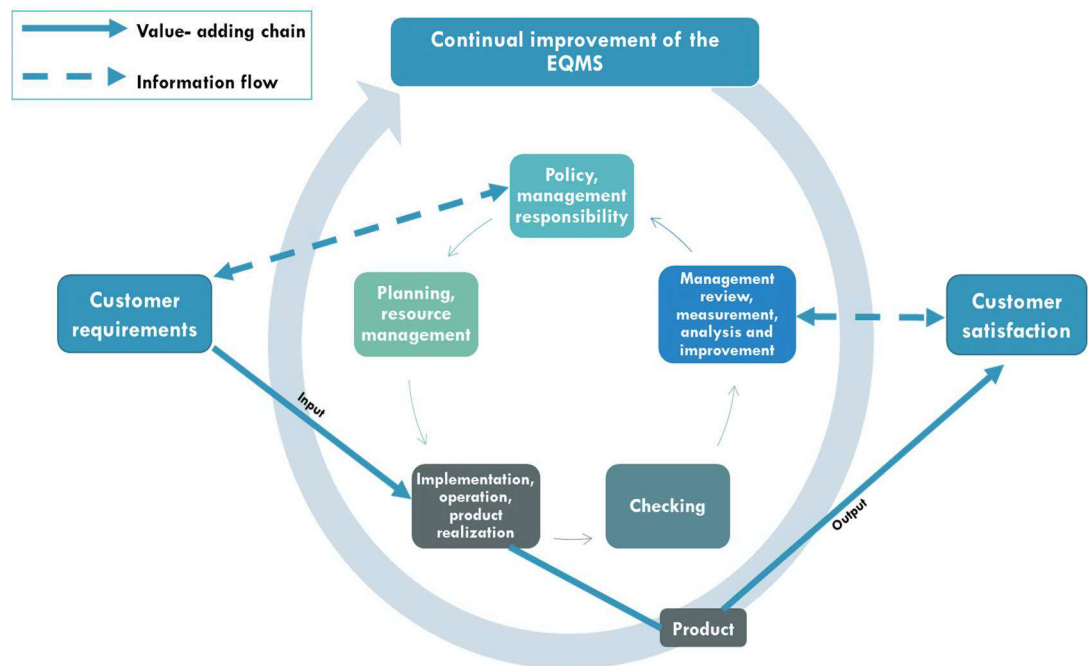 Value- adding chain
Information flow
Continual improvement of the
EQMS
Policy,
management
responsibility
Customer
requirements
Planning,
resource
management
Management
review,
measurement,
analysis and
improvement
Customer
satisfaction
Input
Implementation,
operation,
product
realization
Checking
Output
Product